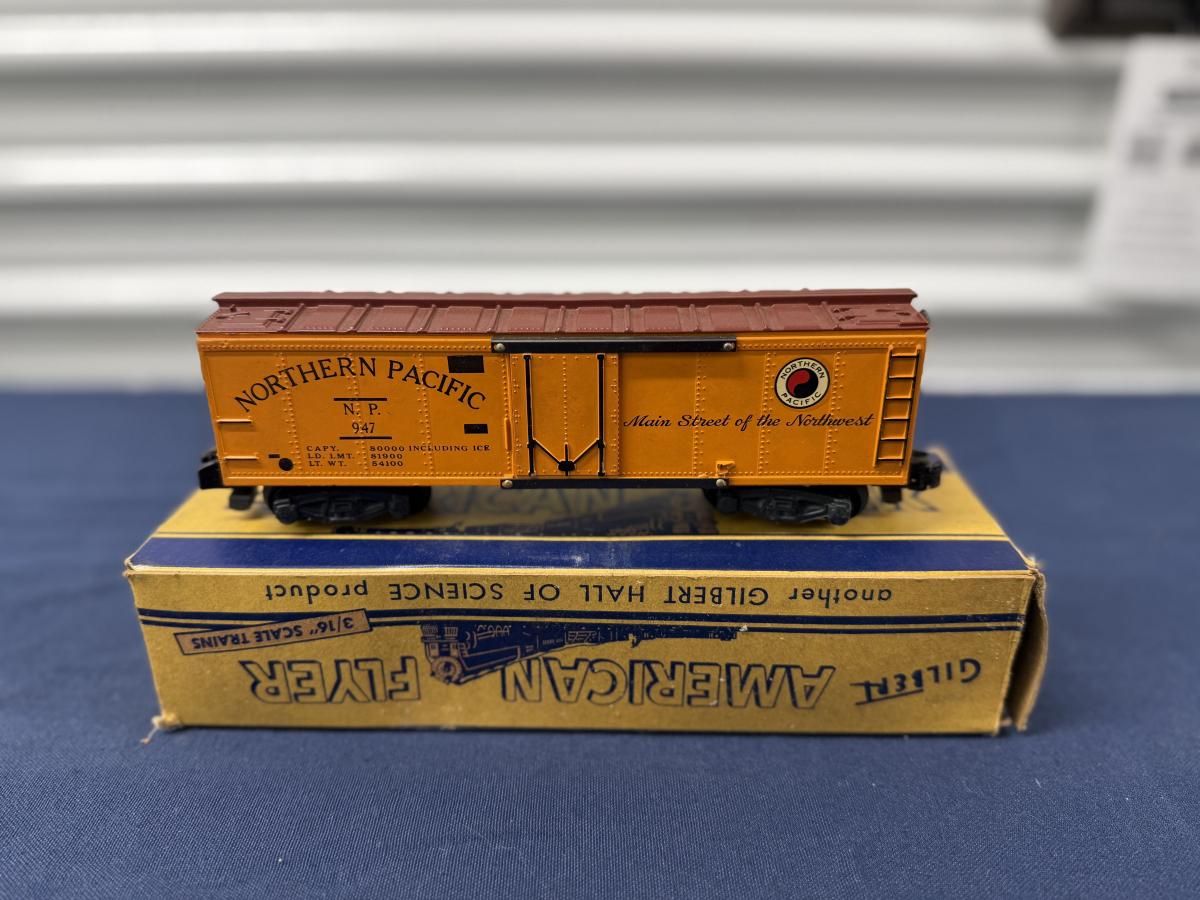 NORTHERN PACIFIC
N. P.
947
CAPY. 80000 INCLUDING ICE
LD. LMT. 81900
LT. WT. 54100
NORTHERN
PACIFIC
Main Street of the Northwest
AMERICAN
another GILBERT HALL OF SCIENCE product
3/16" SCALE TRAINS
GILBERT AMERICAN FLYER